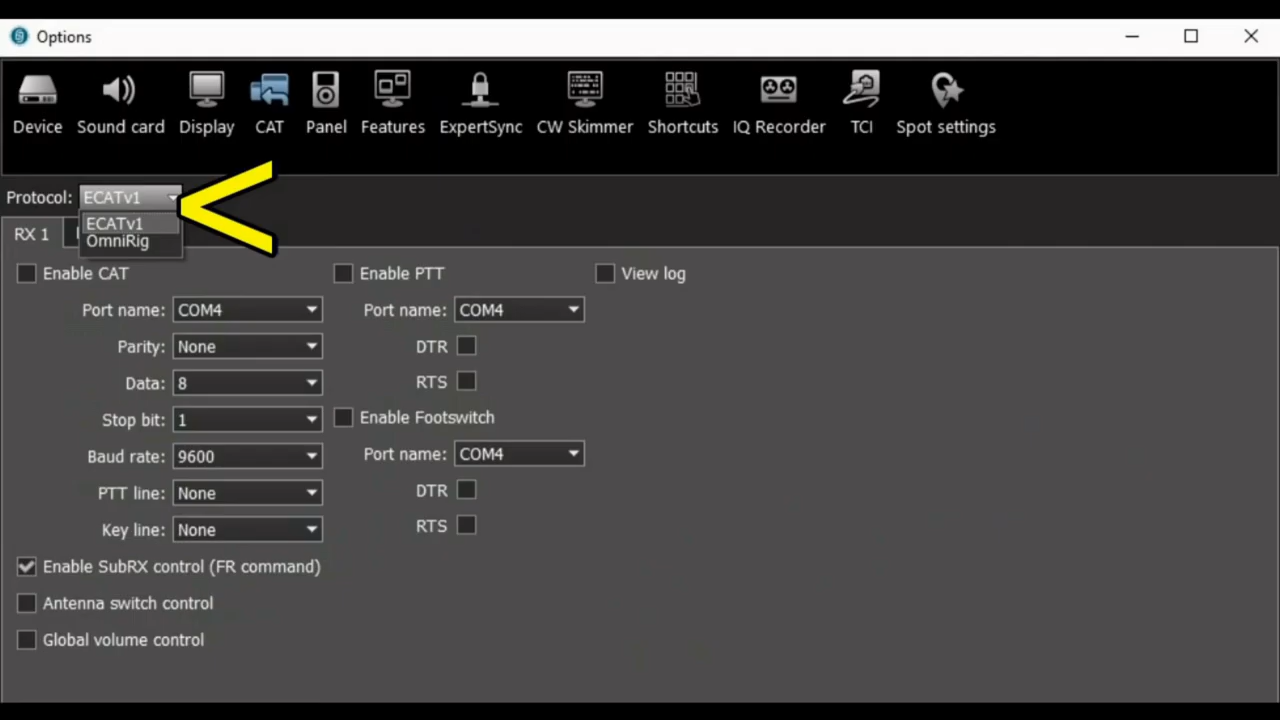 Options
Device Sound card Display CAT Panel Features ExpertSync CW Skimmer Shortcuts IQ Recorder TCI Spot settings
Protocol: ECATv1
ECATv1
OmniRig
RX 1
Enable CAT Enable PTT View log
Port name: COM4 Port name: COM4
Parity: None DTR
Data: 8 RTS
Stop bit: 1 Enable Footswitch
Baud rate: 9600 Port name: COM4
PTT line: None DTR
Key line: None RTS
Enable SubRX control (FR command)
Antenna switch control
Global volume control